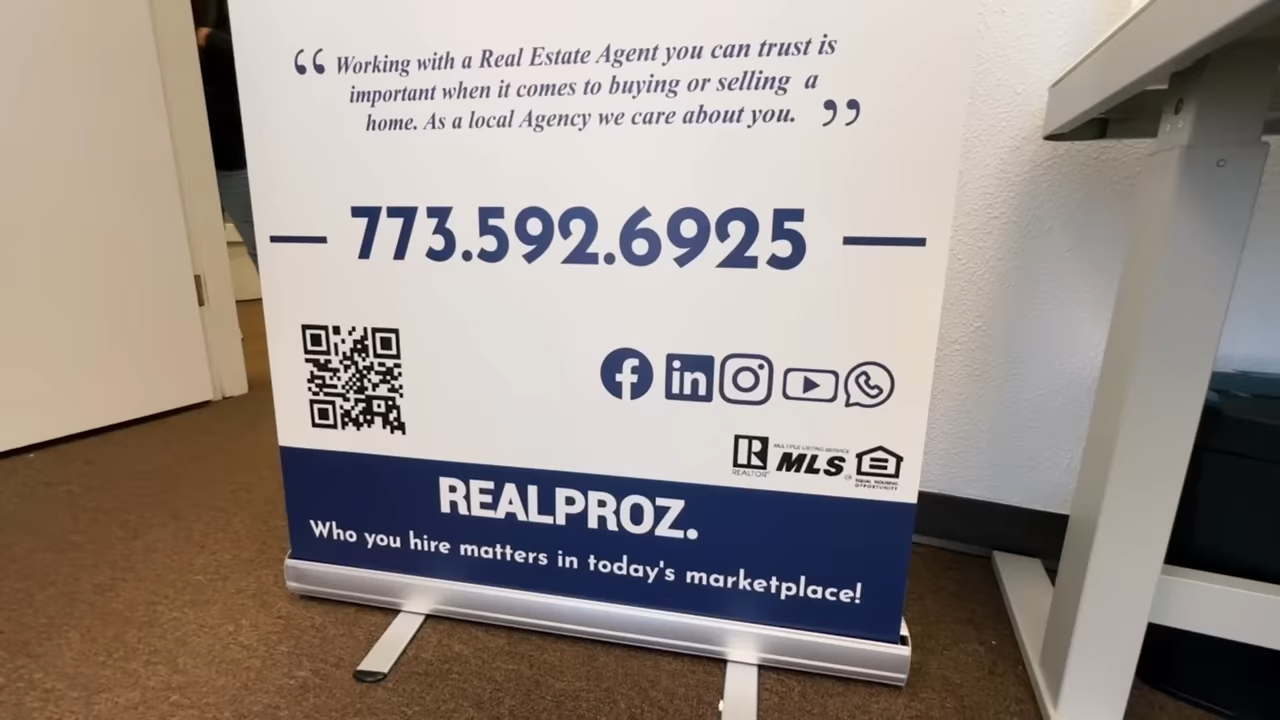 “ Working with a Real Estate Agent you can trust is
important when it comes to buying or selling a
home. As a local Agency we care about you. ”
773.592.6925
in
REALTOR
MULTIPLE LISTING SERVICE
MLS
EQUAL HOUSING
OPPORTUNITY
REALPROZ.
Who you hire matters in today's marketplace!